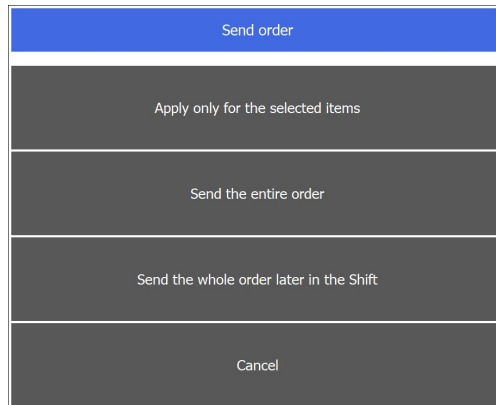 Send order
Apply only for the selected items
Send the entire order
Send the whole order later in the Shift
Cancel